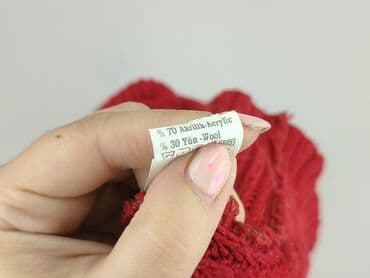 % 70 Akrilik-Acrylic
% 30 Yün -Wool